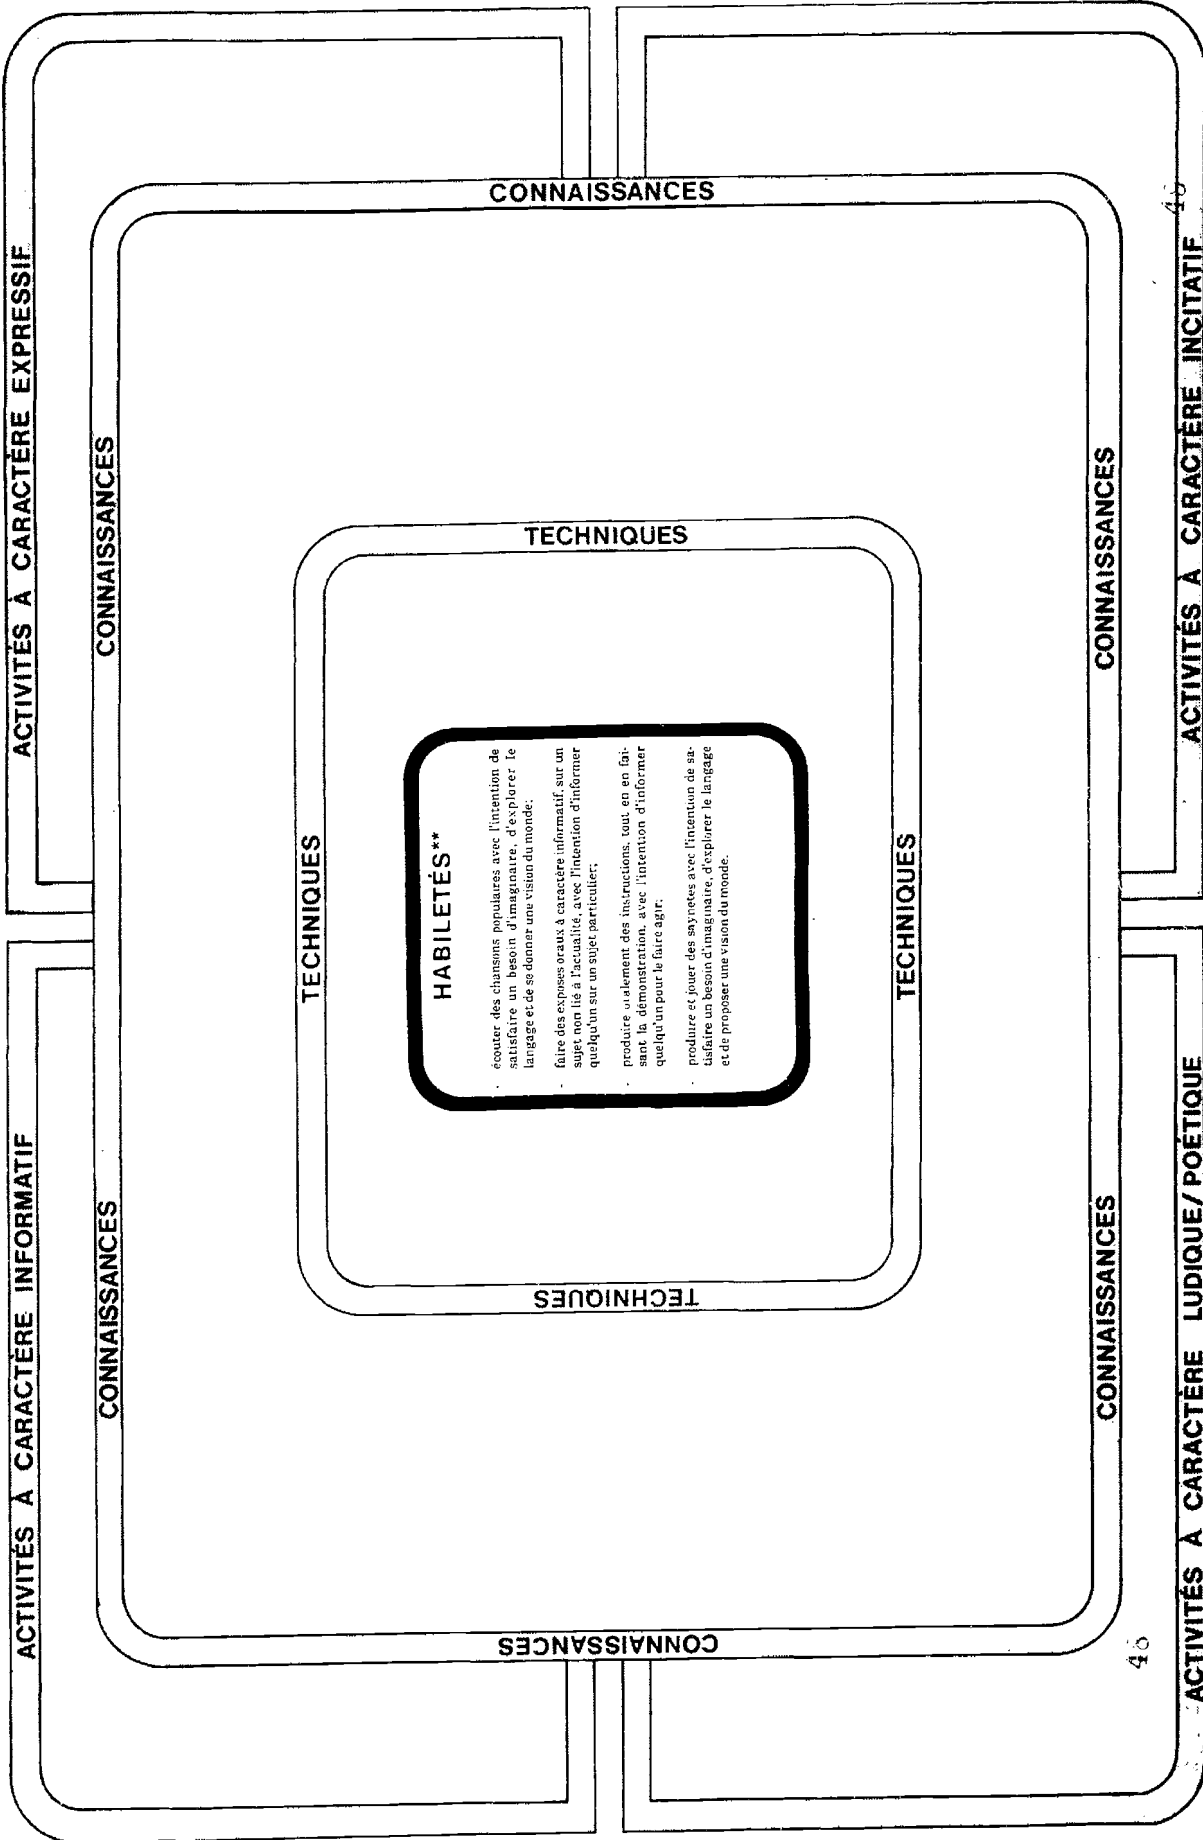 ACTIVITÉS À CARACTÈRE INFORMATIF
ACTIVITÉS À CARACTÈRE EXPRESSIF
CONNAISSANCES
CONNAISSANCES
TECHNIQUES
HABILETÉS**
· écouter des chansons populaires avec l'intention de
satisfaire un besoin d'imaginaire, d'explorer le
langage et de se donner une vision du monde;
· faire des exposés oraux à caractère informatif, sur un
sujet non lié à l'actualité, avec l'intention d'informer
quelqu'un sur un sujet particulier;
· produire oralement des instructions, tout en en fai-
sant la démonstration, avec l'intention d'informer
quelqu'un pour le faire agir;
· produire et jouer des saynetes avec l'intention de sa-
tisfaire un besoin d'imaginaire, d'explorer le langage
et de proposer une vision du monde.
TECHNIQUES
TECHNIQUES
TECHNIQUES
CONNAISSANCES
CONNAISSANCES
CONNAISSANCES
CONNAISSANCES
46
46
ACTIVITÉS À CARACTÈRE LUDIQUE/POÉTIQUE
ACTIVITÉS À CARACTÈRE INCITATIF